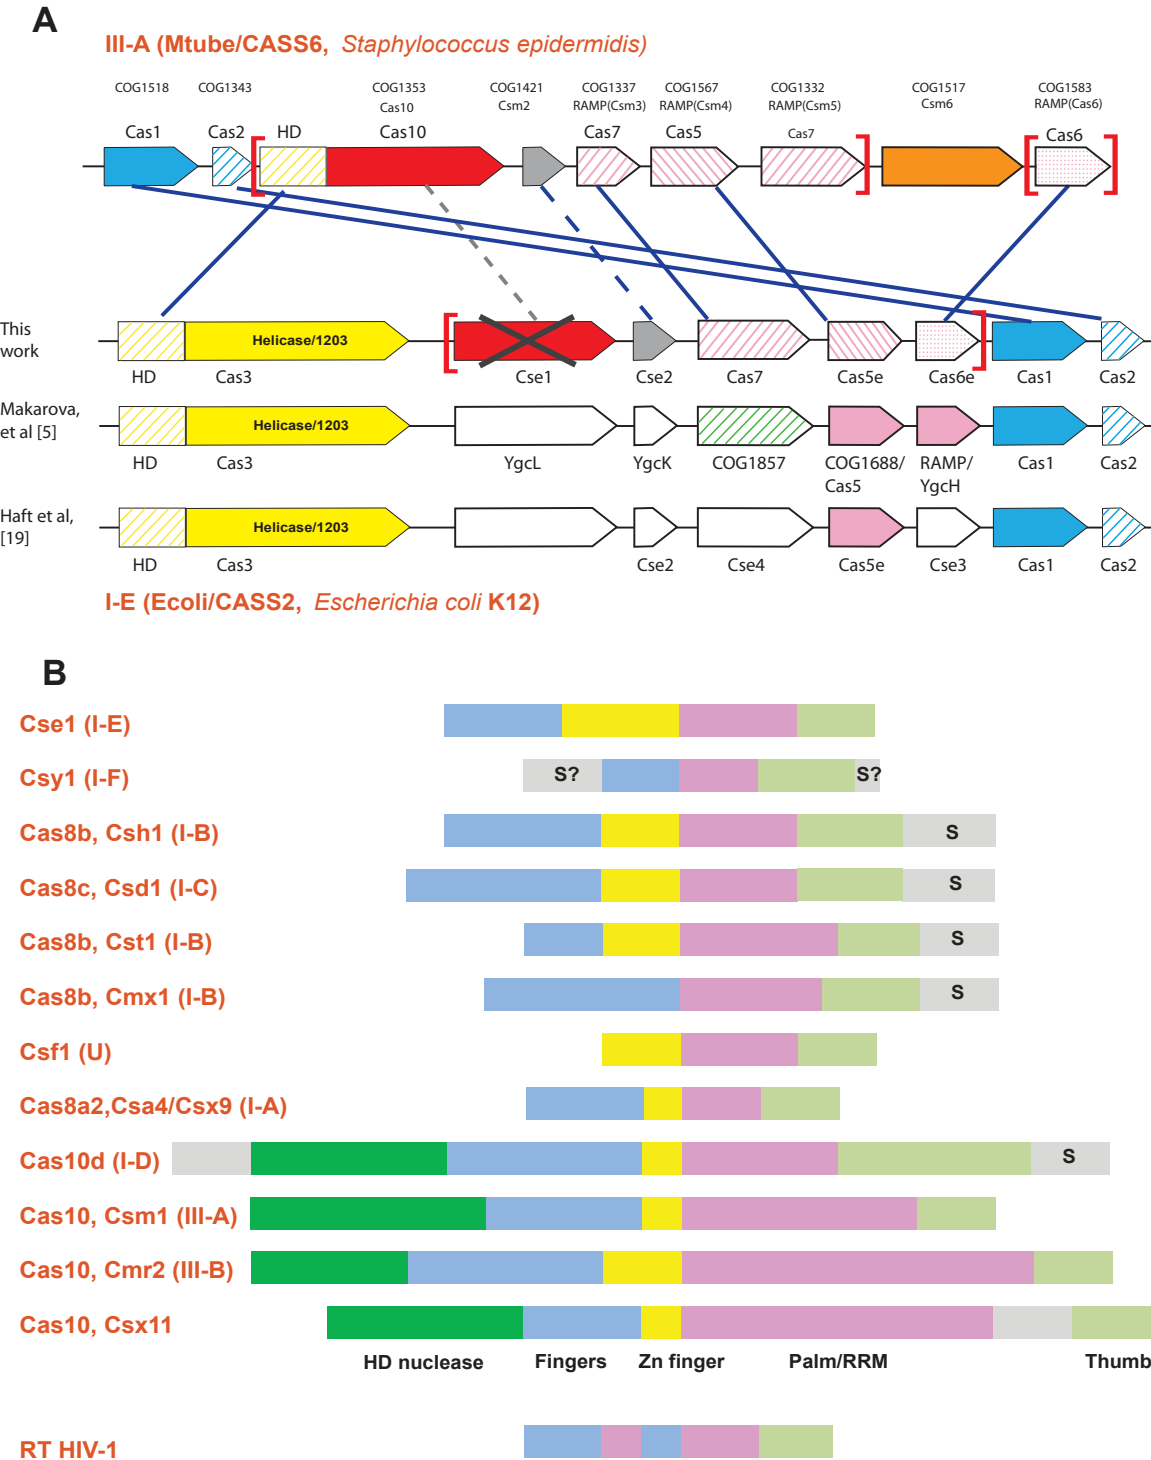 A
III-A (Mtube/CASS6, Staphylococcus epidermidis)
COG1518 COG1343 COG1353 COG1421 COG1337 COG1567 COG1332 COG1517 COG1583
Cas10 Csm2 RAMP(Csm3) RAMP(Csm4) RAMP(Csm5) Csm6 RAMP(Cas6)
Cas1 Cas2 HD Cas10 Cas7 Cas5 Cas7 Cas6
This
work
Helicase/1203
HD Cas3 Cse1 Cse2 Cas7 Cas5e Cas6e Cas1 Cas2
Makarova,
et al [5]
Helicase/1203
HD Cas3 YgcL YgcK COG1857 COG1688/ RAMP/ Cas1 Cas2
Cas5 YgcH
Haft et al,
[19]
Helicase/1203
HD Cas3 Cse2 Cse4 Cas5e Cse3 Cas1 Cas2
I-E (Ecoli/CASS2, Escherichia coli K12)
B
Cse1 (I-E)
Csy1 (I-F) S? S?
Cas8b, Csh1 (I-B) S
Cas8c, Csd1 (I-C) S
Cas8b, Cst1 (I-B) S
Cas8b, Cmx1 (I-B) S
Csf1 (U)
Cas8a2,Csa4/Csx9 (I-A)
Cas10d (I-D) S
Cas10, Csm1 (III-A)
Cas10, Cmr2 (III-B)
Cas10, Csx11
HD nuclease Fingers Zn finger Palm/RRM Thumb
RT HIV-1